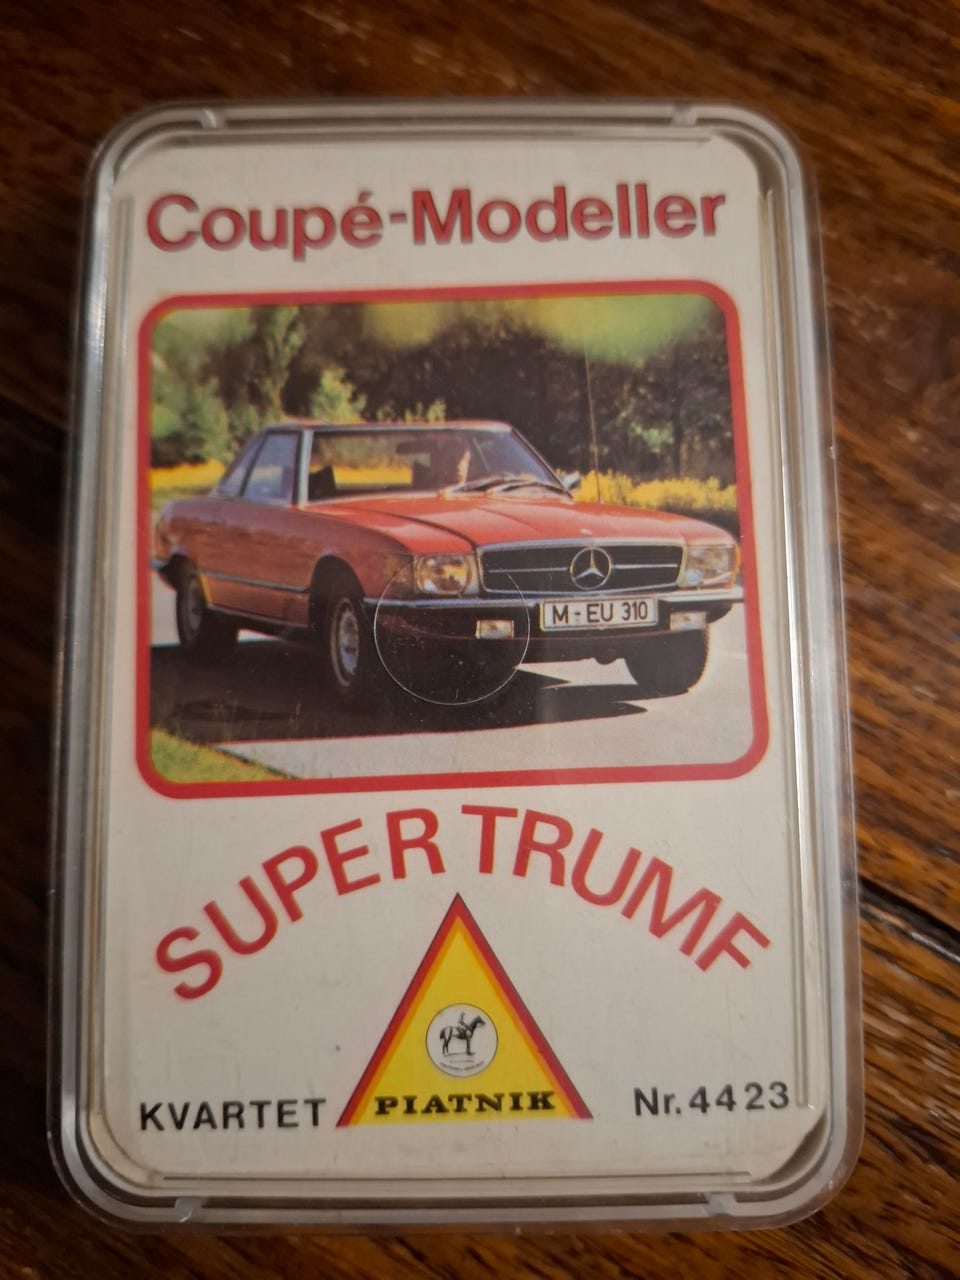 Coupé-Modeller
M-EU 310
SUPER TRUMF
PIATNIK
KVARTET
Nr. 4423